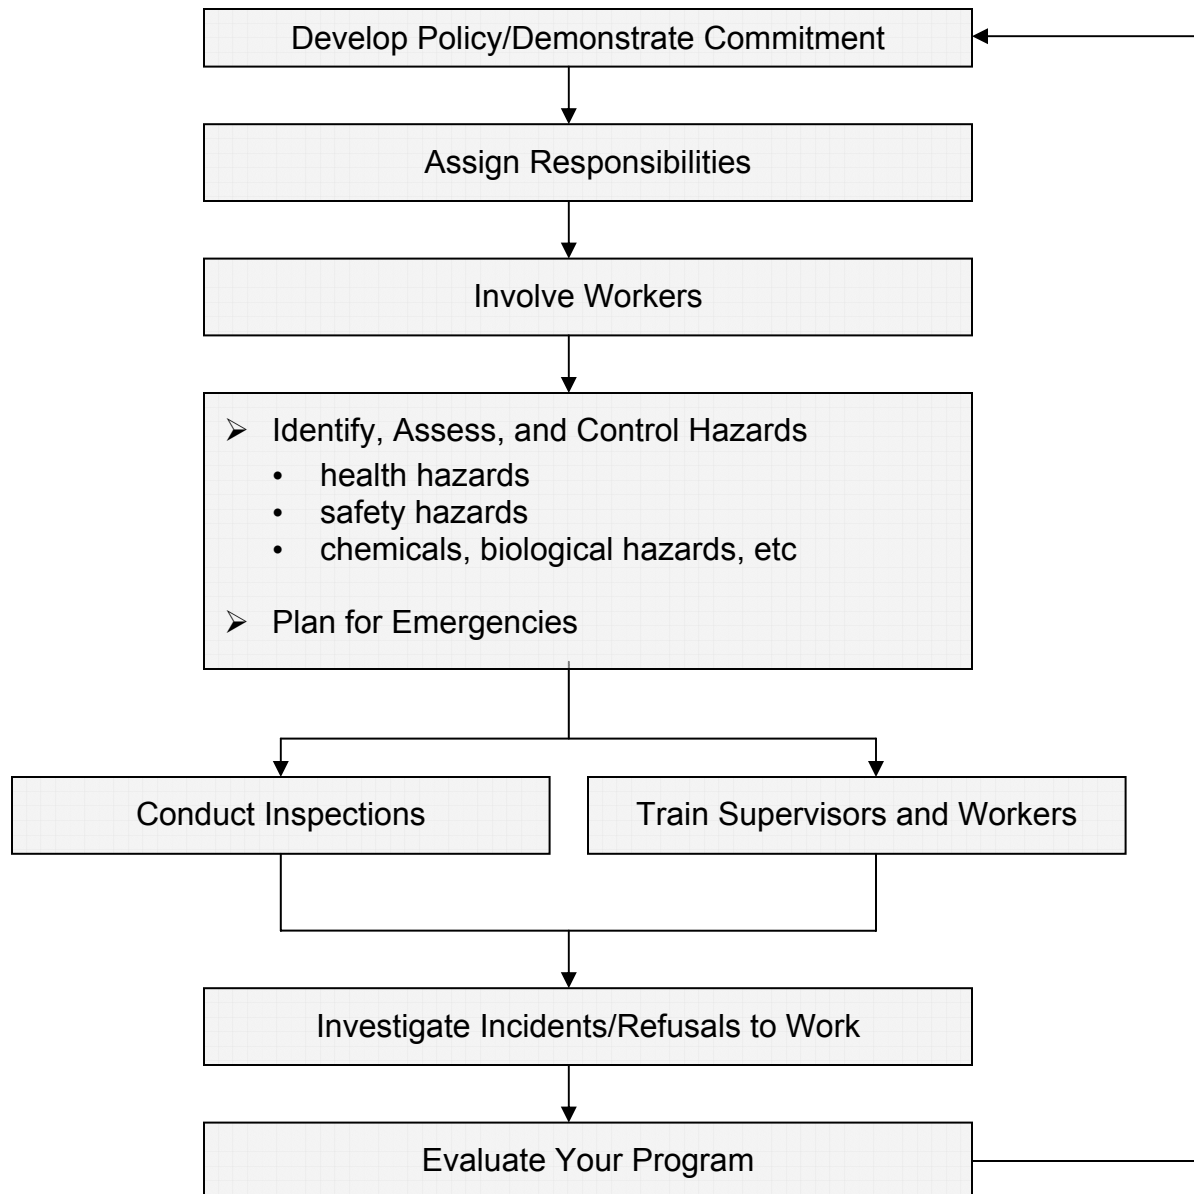 Develop Policy/Demonstrate Commitment
Assign Responsibilities
Involve Workers
➢ Identify, Assess, and Control Hazards
• health hazards
• safety hazards
• chemicals, biological hazards, etc
➢ Plan for Emergencies
Conduct Inspections
Train Supervisors and Workers
Investigate Incidents/Refusals to Work
Evaluate Your Program